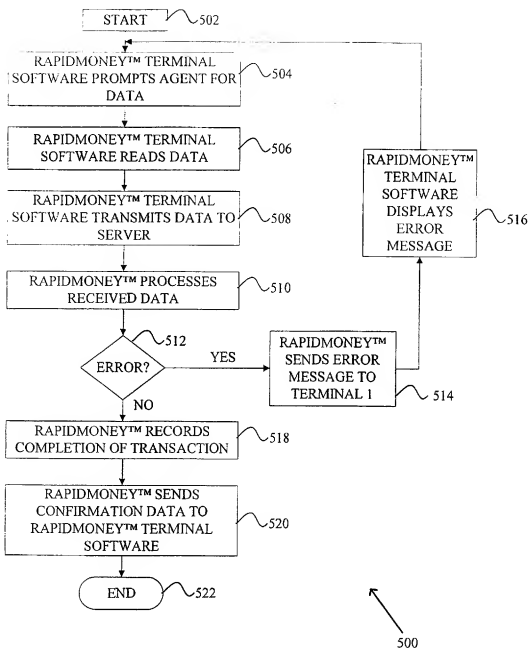 START
502
RAPIDMONEY™ TERMINAL
SOFTWARE PROMPTS AGENT FOR
DATA
504
RAPIDMONEY™ TERMINAL
SOFTWARE READS DATA
506
RAPIDMONEY™ TERMINAL
SOFTWARE TRANSMITS DATA TO
SERVER
508
RAPIDMONEY™ PROCESSES
RECEIVED DATA
510
512
ERROR?
YES
NO
RAPIDMONEY™
SENDS ERROR
MESSAGE TO
TERMINAL 1
514
RAPIDMONEY™
TERMINAL
SOFTWARE
DISPLAYS
ERROR
MESSAGE
516
RAPIDMONEY™ RECORDS
COMPLETION OF TRANSACTION
518
RAPIDMONEY™ SENDS
CONFIRMATION DATA TO
RAPIDMONEY™ TERMINAL
SOFTWARE
520
END
522
500